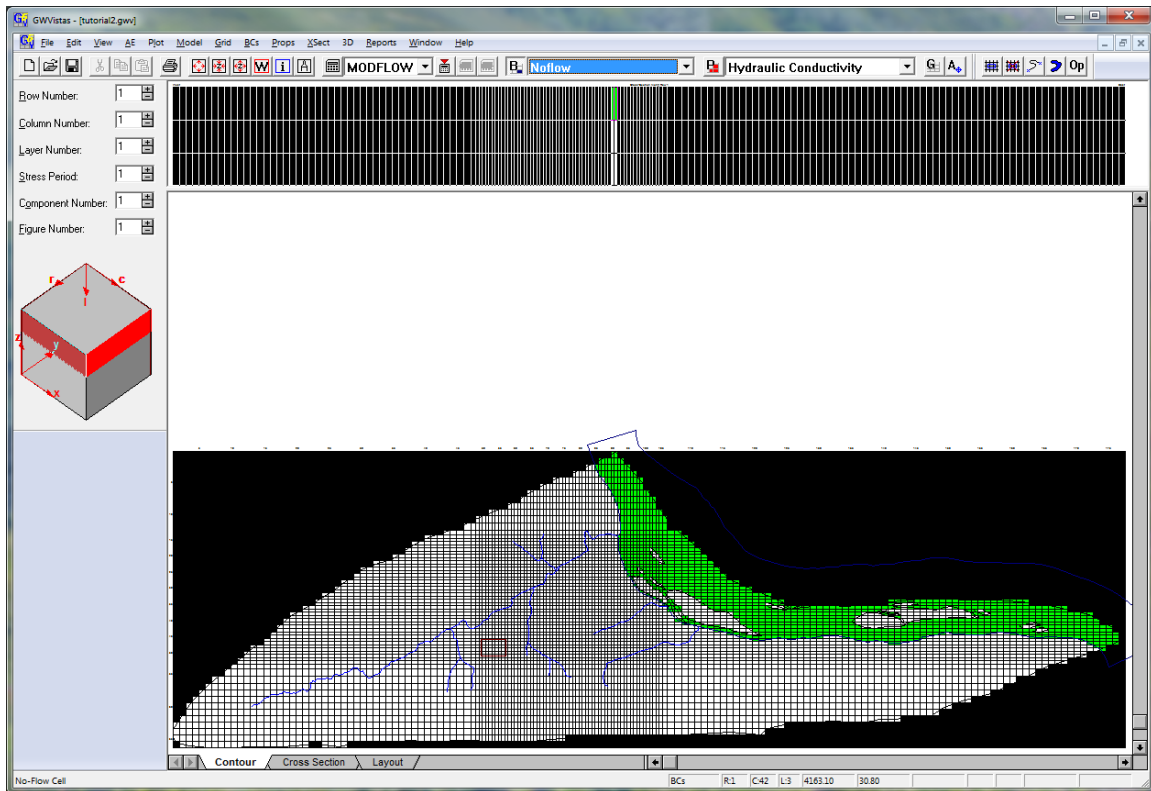 GWVistas - [tutorial2.gwv]
File Edit View AE Plot Model Grid BCs Props XSect 3D Reports Window Help
MODFLOW Noflow Hydraulic Conductivity Op
Row Number: 1
Column Number: 1
Layer Number: 1
Stress Period: 1
Component Number: 1
Figure Number: 1
r c
l
z y
x
Contour Cross Section Layout
No-Flow Cell BCs R:1 C:42 L:3 4163.10 30.80